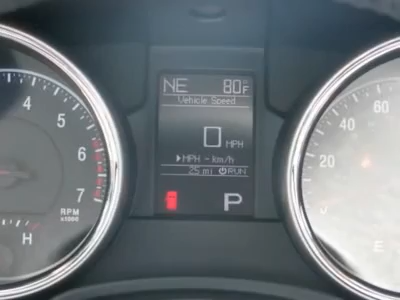 NE 80F
Vehicle Speed
0 MPH
MPH - km/h
25 mi RUN
P
4
5
6
7
RPM
x1000
H
20
40
60
E